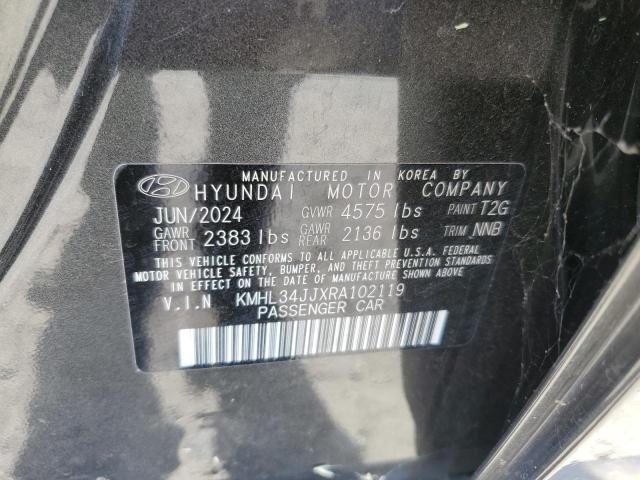 MANUFACTURED IN KOREA BY
HYUNDAI MOTOR COMPANY
JUN/2024 GVWR 4575 lbs PAINT T2G
GAWR FRONT 2383 lbs GAWR REAR 2136 lbs TRIM NNB
THIS VEHICLE CONFORMS TO ALL APPLICABLE U.S.A. FEDERAL
MOTOR VEHICLE SAFETY, BUMPER, AND THEFT PREVENTION STANDARDS
IN EFFECT ON THE DATE OF MANUFACTURE SHOWN ABOVE.
V.I.N KMHL34JJXRA102119
PASSENGER CAR